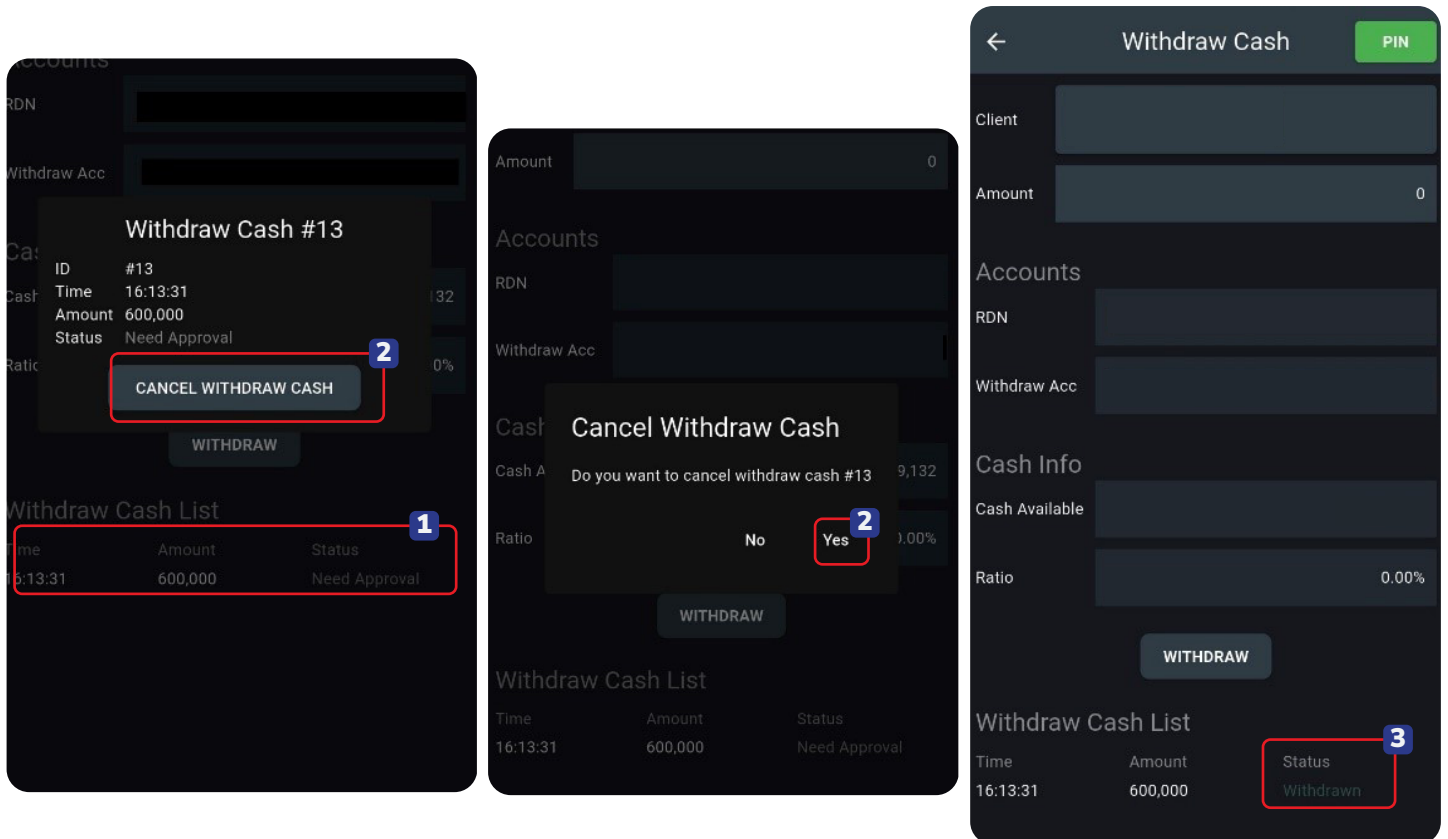 Accounts
RDN
Withdraw Acc
Withdraw Cash #13
ID #13
Time 16:13:31
Amount 600,000
Status Need Approval
2
CANCEL WITHDRAW CASH
132
0%
WITHDRAW
Withdraw Cash List
1
Time Amount Status
16:13:31 600,000 Need Approval
Amount 0
Accounts
RDN
Withdraw Acc
Cancel Withdraw Cash
Do you want to cancel withdraw cash #13
9,132
2
No Yes
Ratio
.00%
WITHDRAW
Withdraw Cash List
Time Amount Status
16:13:31 600,000 Need Approval
Withdraw Cash PIN
Client
Amount 0
Accounts
RDN
Withdraw Acc
Cash Info
Cash Available
Ratio 0.00%
WITHDRAW
Withdraw Cash List
3
Time Amount Status
16:13:31 600,000 Withdrawn